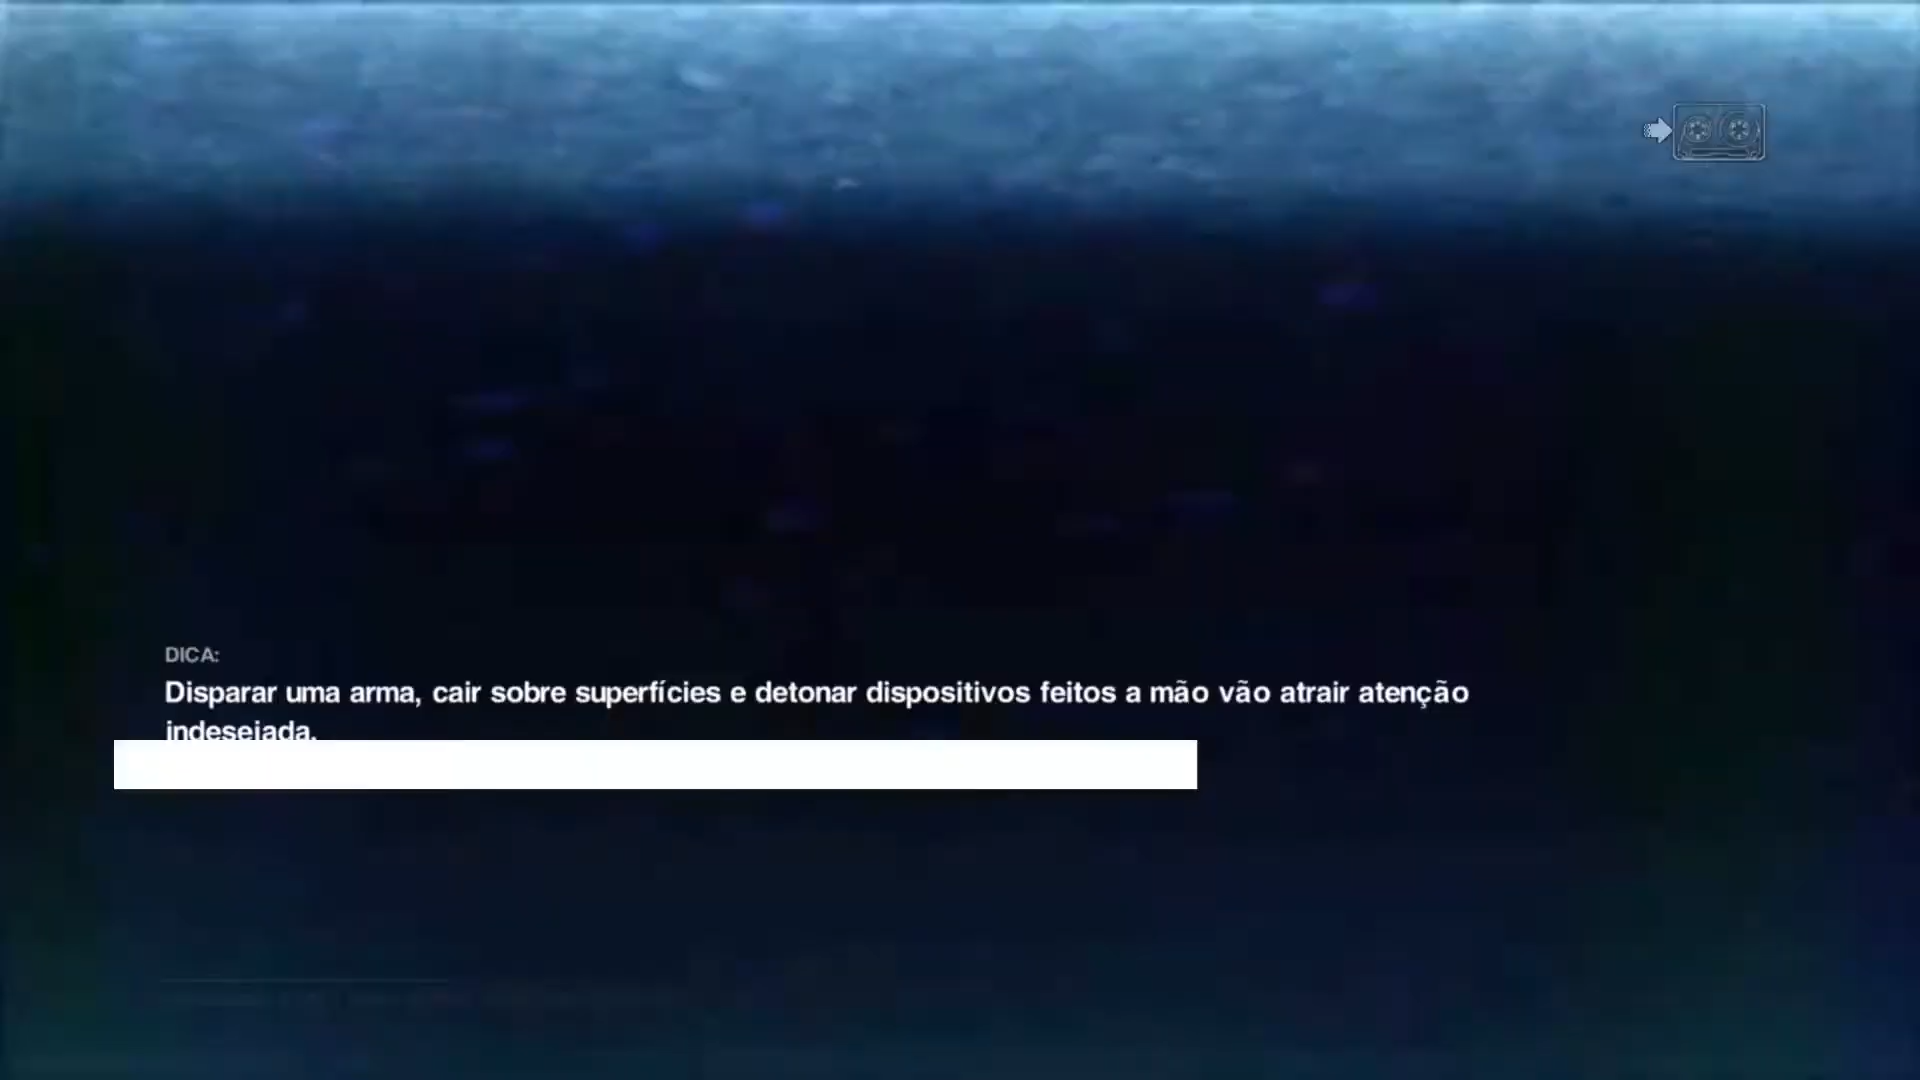 DICA:
Disparar uma arma, cair sobre superfícies e detonar dispositivos feitos a mão vão atrair atenção
indesejada.